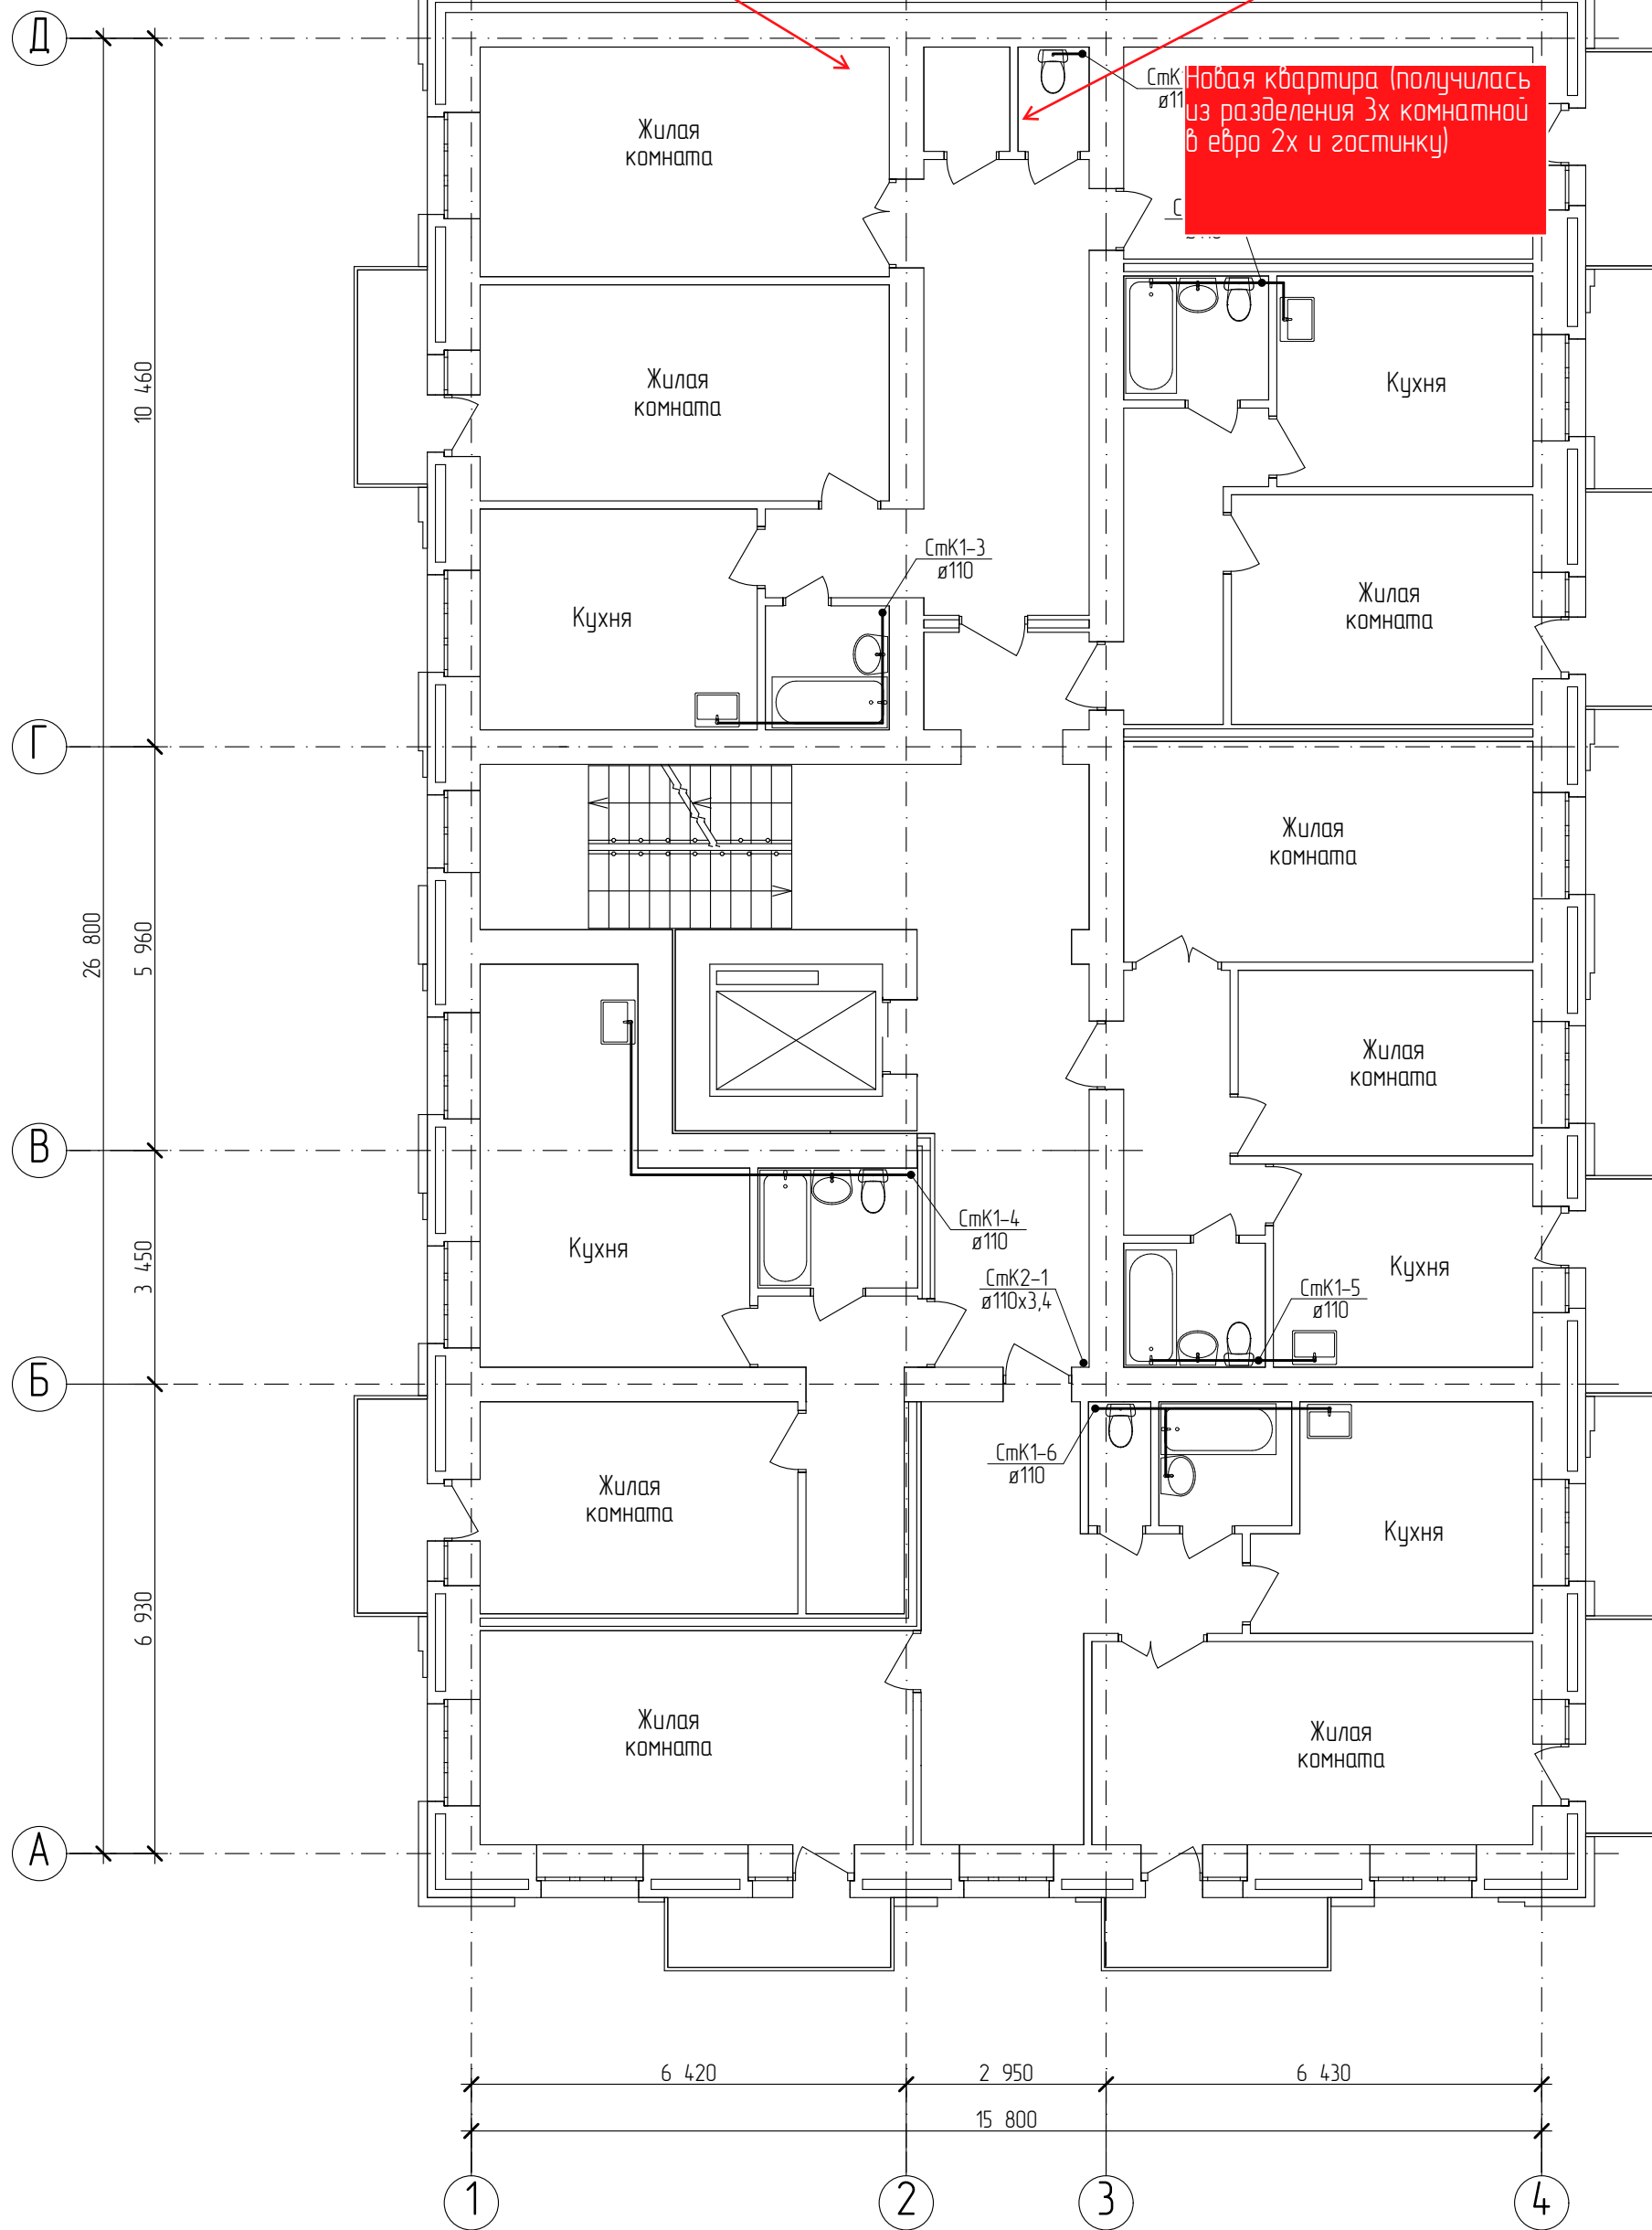 Д
Жилая
комната
СтК
ø11
Новая квартира (получилась
из разделения 3х комнатной
в евро 2х и гостинку)
С
Жилая
комната
Кухня
10 460
СтК1-3
ø110
Кухня
Жилая
комната
Г
Жилая
комната
26 800
5 960
Жилая
комната
В
СтК1-4
ø110
Кухня
СтК2-1
ø110х3,4
Кухня
СтК1-5
ø110
3 450
Б
СтК1-6
ø110
Жилая
комната
Кухня
6 930
Жилая
комната
Жилая
комната
А
6 420
2 950
6 430
15 800
1
2
3
4